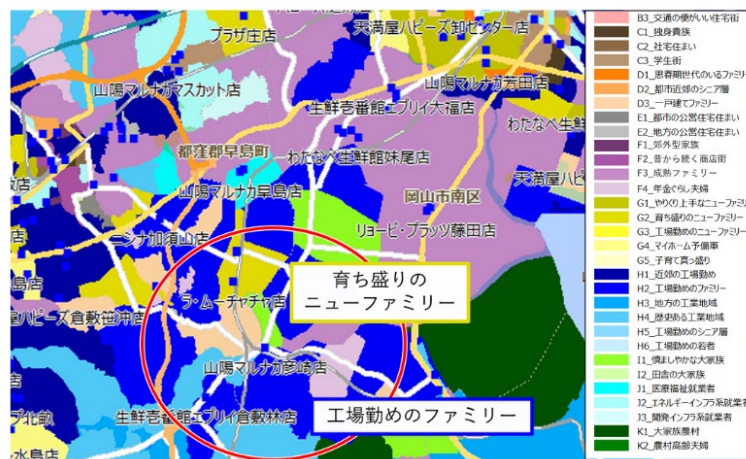 プラザ庄店
天満屋ハピーズ卸センター店
山陽マルナカマスカット店
山陽マルナカ芳田店
生鮮壱番館エブリイ大福店
わたなべ生鮮
都窪郡早島町
わたなべ生鮮館妹尾店
山陽マルナカ早島店
岡山市南区
天満屋ハピ
ニシナ加須山店
リョービ・プラッツ藤田店
島店
育ち盛りの
ニューファミリー
ラ・ムーチャチャ店
屋ハピーズ倉敷笹沖店
山陽マルナカ彦崎店
工場勤めのファミリー
生鮮壱番館エブリイ倉敷林店
プ北畝
水島店
B3_交通の便がいい住宅街
C1_独身貴族
C2_社宅住まい
C3_学生街
D1_思春期世代のいるファミリ
D2_都市近郊のシニア層
D3_一戸建てファミリー
E1_都市の公営住宅住まい
E2_地方の公営住宅住まい
F1_郊外型家族
F2_昔から続く商店街
F3_成熟ファミリー
F4_年金ぐらし夫婦
G1_やりくり上手なニューファミリ
G2_育ち盛りのニューファミリー
G3_工場勤めのニューファミリー
G4_マイホーム予備軍
G5_子育て真っ盛り
H1_近郊の工場勤め
H2_工場勤めのファミリー
H3_地方の工業地域
H4_歴史ある工業地域
H5_工場勤めのシニア層
H6_工場勤めの若者
I1_慎ましやかな大家族
I2_田舎の大家族
J1_医療福祉就業者
J2_エネルギーインフラ系就業者
J3_開発インフラ系就業者
K1_大家族農村
K2_農村高齢夫婦